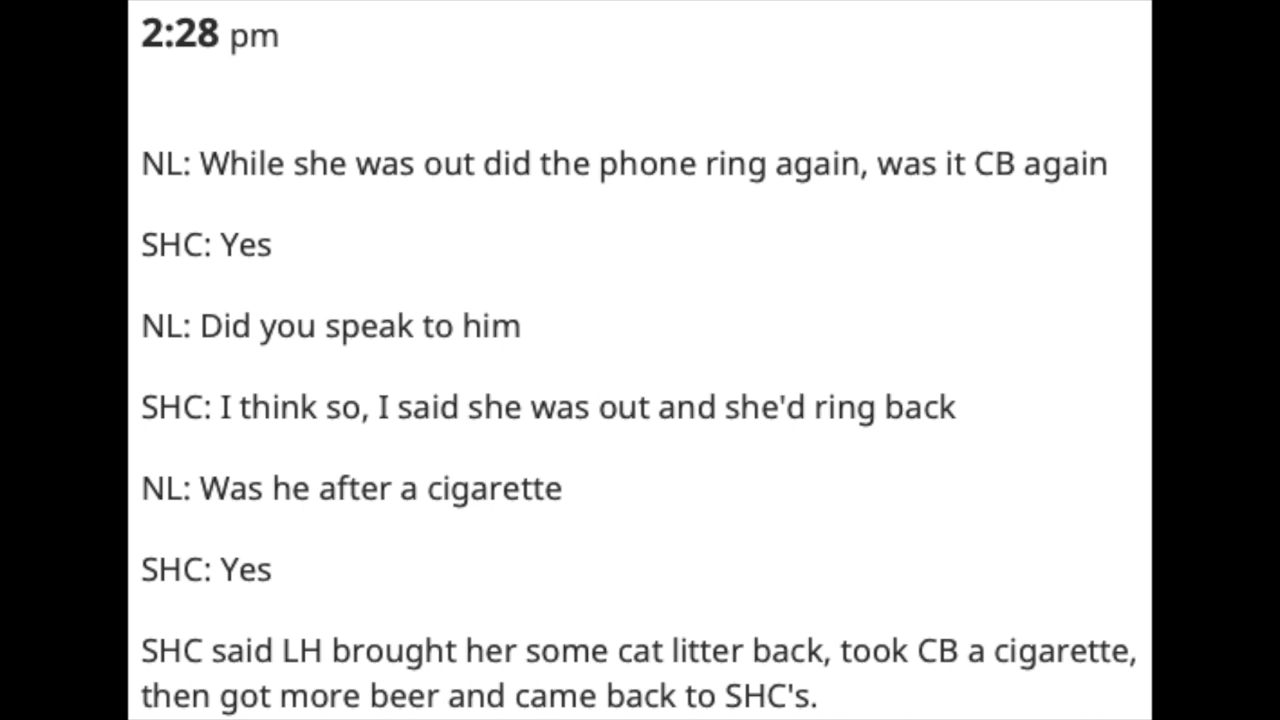 2:28 pm
NL: While she was out did the phone ring again, was it CB again
SHC: Yes
NL: Did you speak to him
SHC: I think so, I said she was out and she'd ring back
NL: Was he after a cigarette
SHC: Yes
SHC said LH brought her some cat litter back, took CB a cigarette,
then got more beer and came back to SHC's.